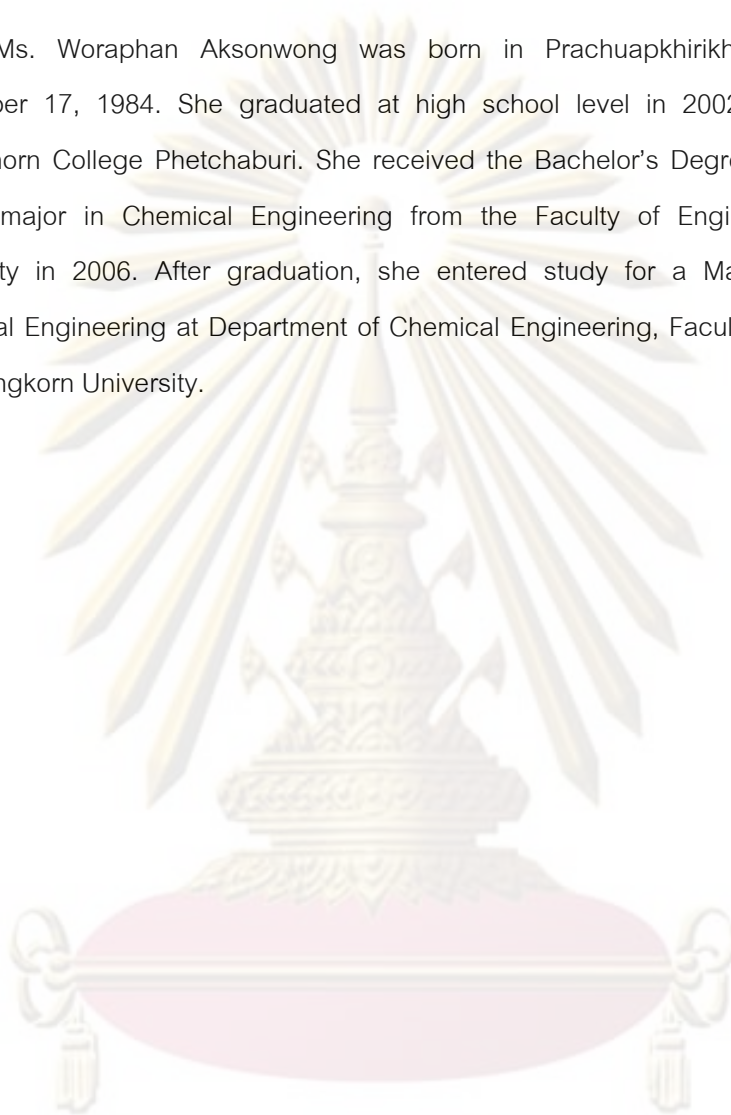 Ms. Woraphan Aksonwong was born in Prachuapkhirikh
ber 17, 1984. She graduated at high school level in 2002
horn College Phetchaburi. She received the Bachelor's Degre
major in Chemical Engineering from the Faculty of Engi
ty in 2006. After graduation, she entered study for a Ma
al Engineering at Department of Chemical Engineering, Facul
ngkorn University.